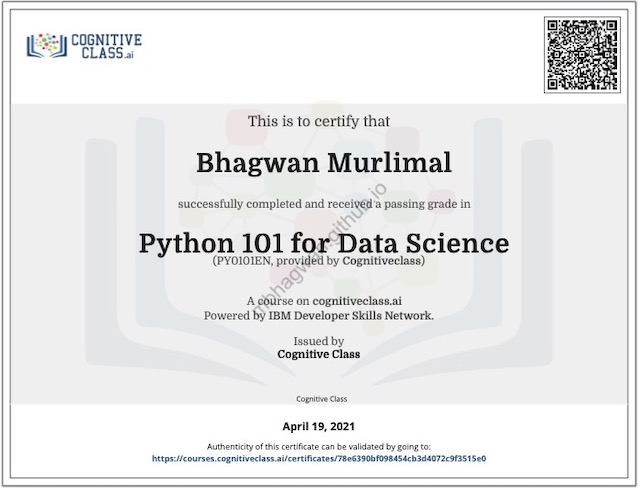 COGNITIVE
CLASS.ai
This is to certify that
Bhagwan Murlimal
successfully completed and received a passing grade in
Python 101 for Data Science
(PY0101EN, provided by Cognitiveclass)
A course on cognitiveclass.ai
Powered by IBM Developer Skills Network.
Issued by
Cognitive Class
Cognitive Class
April 19, 2021
Authenticity of this certificate can be validated by going to:
https://courses.cognitiveclass.ai/certificates/78e6390bf098454cb3d4072c9f3515e0